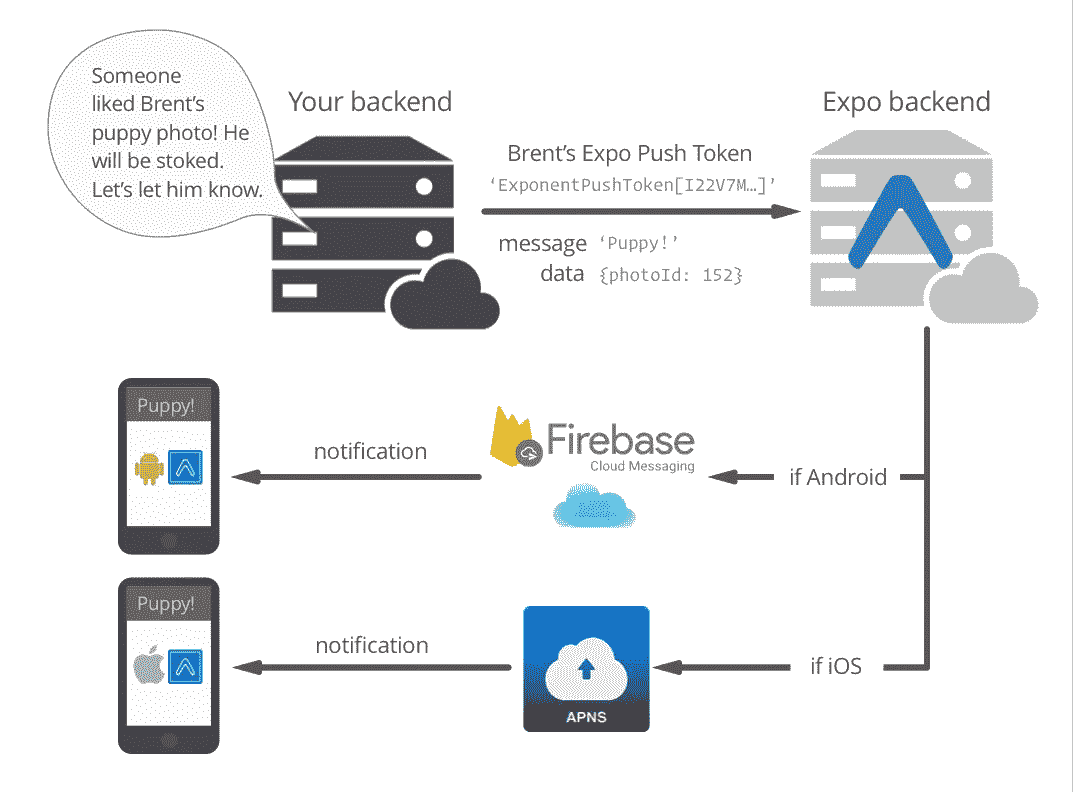 Someone
liked Brent’s
puppy photo! He
will be stoked.
Let’s let him know.
Your backend
Expo backend
Brent’s Expo Push Token
‘ExponentPushToken[I22V7M…]’
message ‘Puppy!’
data {photoId: 152}
Puppy!
notification
Firebase
Cloud Messaging
if Android
Puppy!
notification
APNS
if iOS